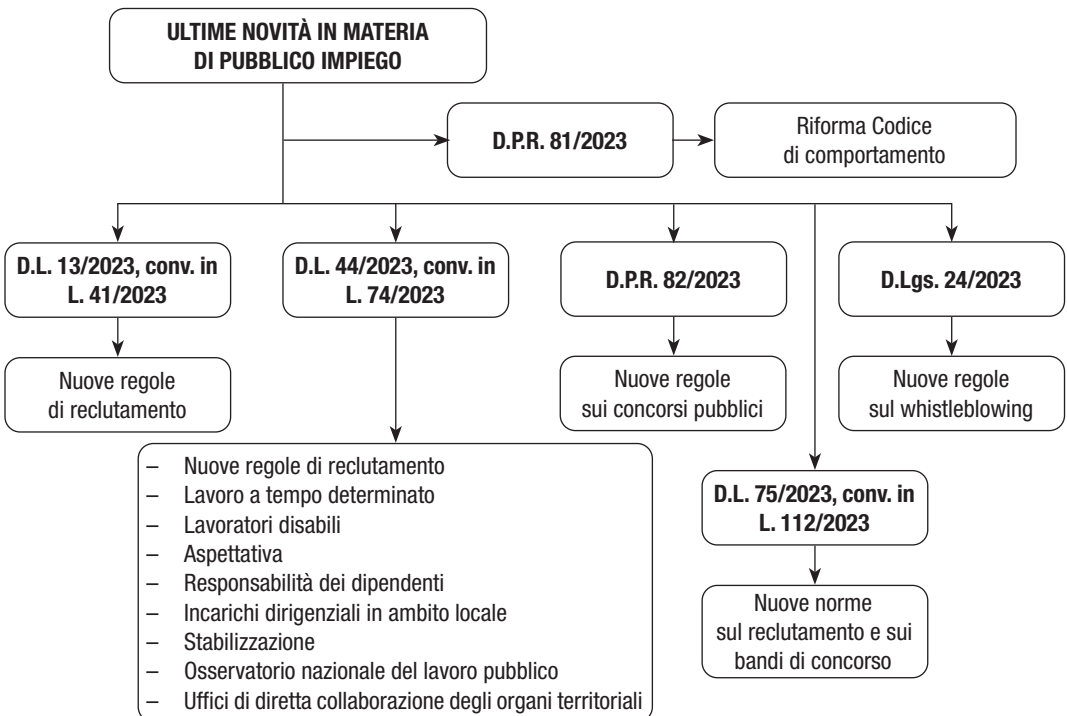 ULTIME NOVITÀ IN MATERIA
DI PUBBLICO IMPIEGO
D.P.R. 81/2023
Riforma Codice
di comportamento
D.L. 13/2023, conv. in
L. 41/2023
D.L. 44/2023, conv. in
L. 74/2023
D.P.R. 82/2023
D.Lgs. 24/2023
Nuove regole
di reclutamento
Nuove regole
sui concorsi pubblici
Nuove regole
sul whistleblowing
– Nuove regole di reclutamento
– Lavoro a tempo determinato
– Lavoratori disabili
– Aspettativa
– Responsabilità dei dipendenti
– Incarichi dirigenziali in ambito locale
– Stabilizzazione
– Osservatorio nazionale del lavoro pubblico
– Uffici di diretta collaborazione degli organi territoriali
D.L. 75/2023, conv. in
L. 112/2023
Nuove norme
sul reclutamento e sui
bandi di concorso